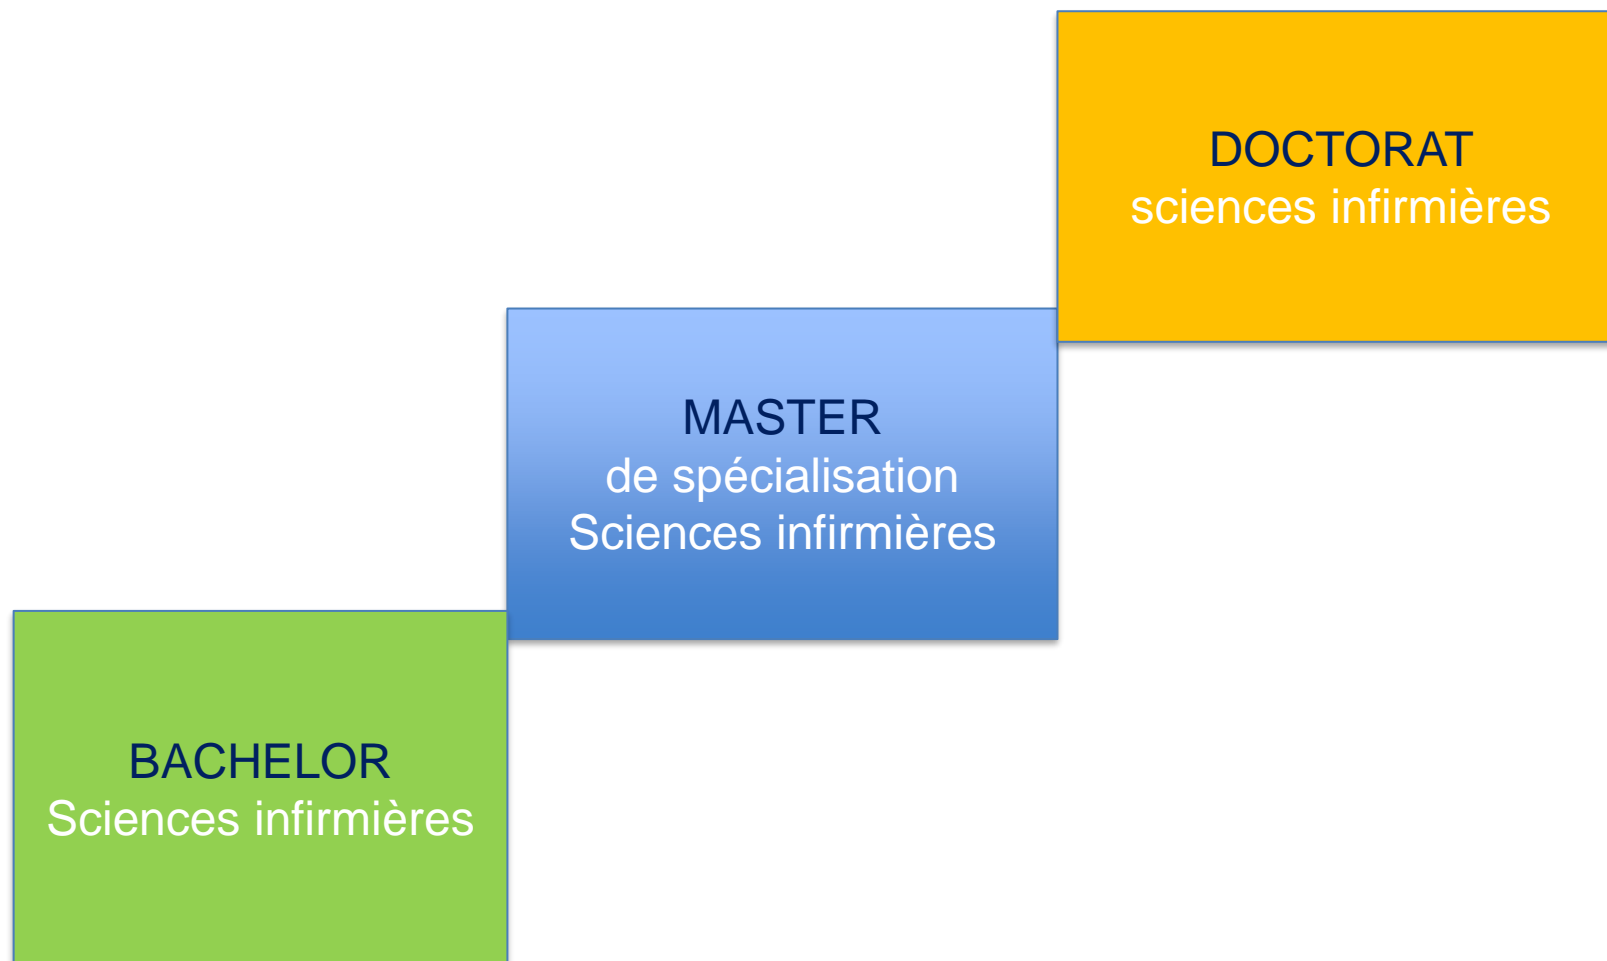 DOCTORAT
sciences infirmières
MASTER
de spécialisation
Sciences infirmières
BACHELOR
Sciences infirmières